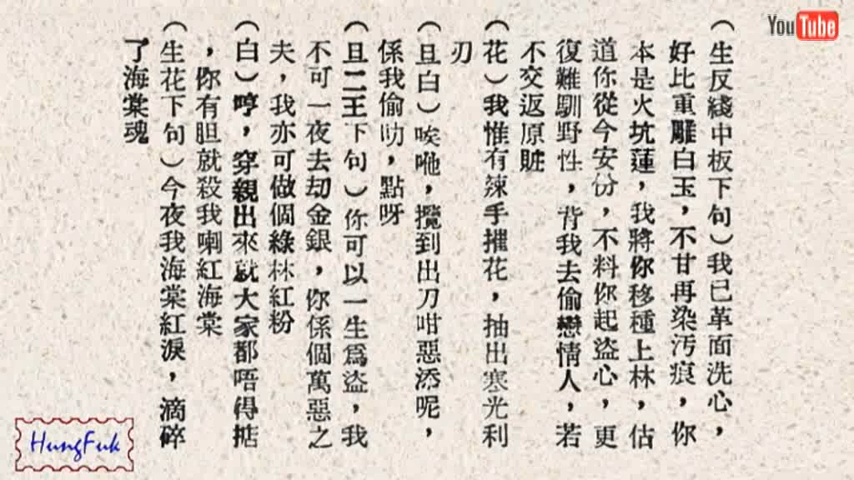 （生反綫中板下句）我已革面洗心，
好比重雕白玉，不甘再染汚痕，你
本是火坑蓮，我將你移種上林，估
道你從今安份，不料你起盜心，更
復難馴野性，背我去偷戀情人，若
不交返原賍
（花）我惟有辣手摧花，抽出寒光利
刃
（旦白）唉吔，攬到出刀咁惡添呢，
係我偷叻，點呀
（旦二王下句）你可以一生爲盜，我
不可一夜去刧金銀，你係個萬惡之
夫，我亦可做個綠林紅粉
（白）哼，穿親出來就大家都唔得掂
，你有胆就殺我喇紅海棠
（生花下句）今夜我海棠紅淚，滴碎
了海棠魂
YouTube
HungFuk